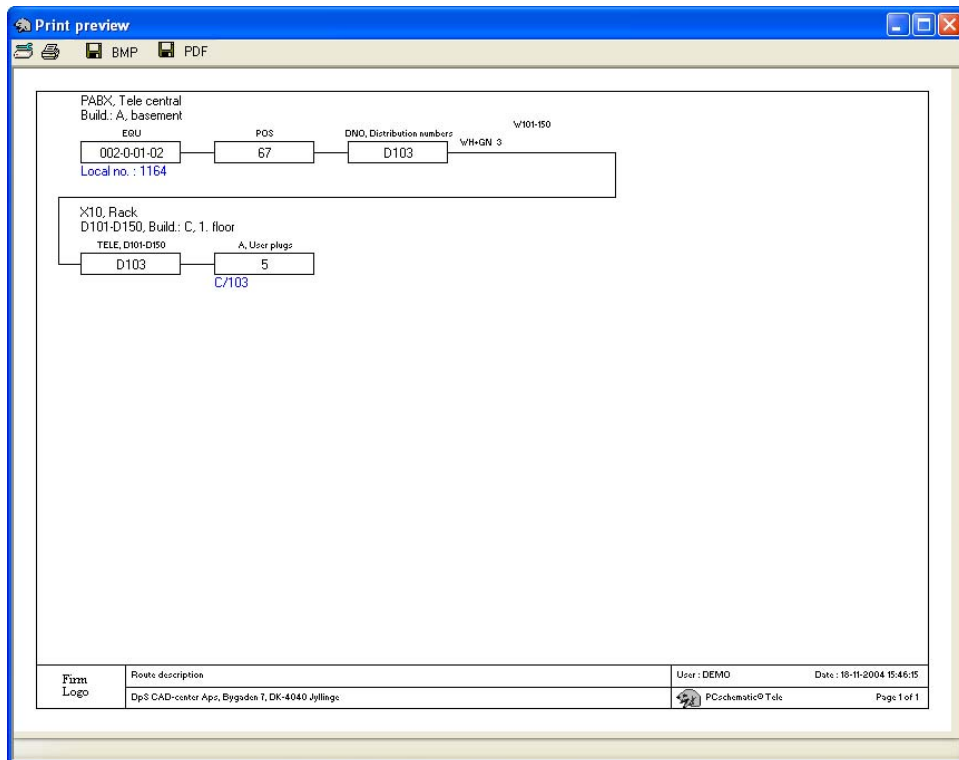 Print preview
BMP PDF
PABX, Tele central
Build.: A, basement
W101-150
EQU POS DNO, Distribution numbers WH+GN 3
002-0-01-02 67 D103
Local no. : 1164
X10, Rack
D101-D150, Build.: C, 1. floor
TELE, D101-D150 A, User plugs
D103 5
C/103
Firm
Logo
Route description
User : DEMO Date : 18-11-2004 15:46:15
DpS CAD-center Aps, Bygaden 7, DK-4040 Jyllinge
PCschematic© Tele Page 1 of 1